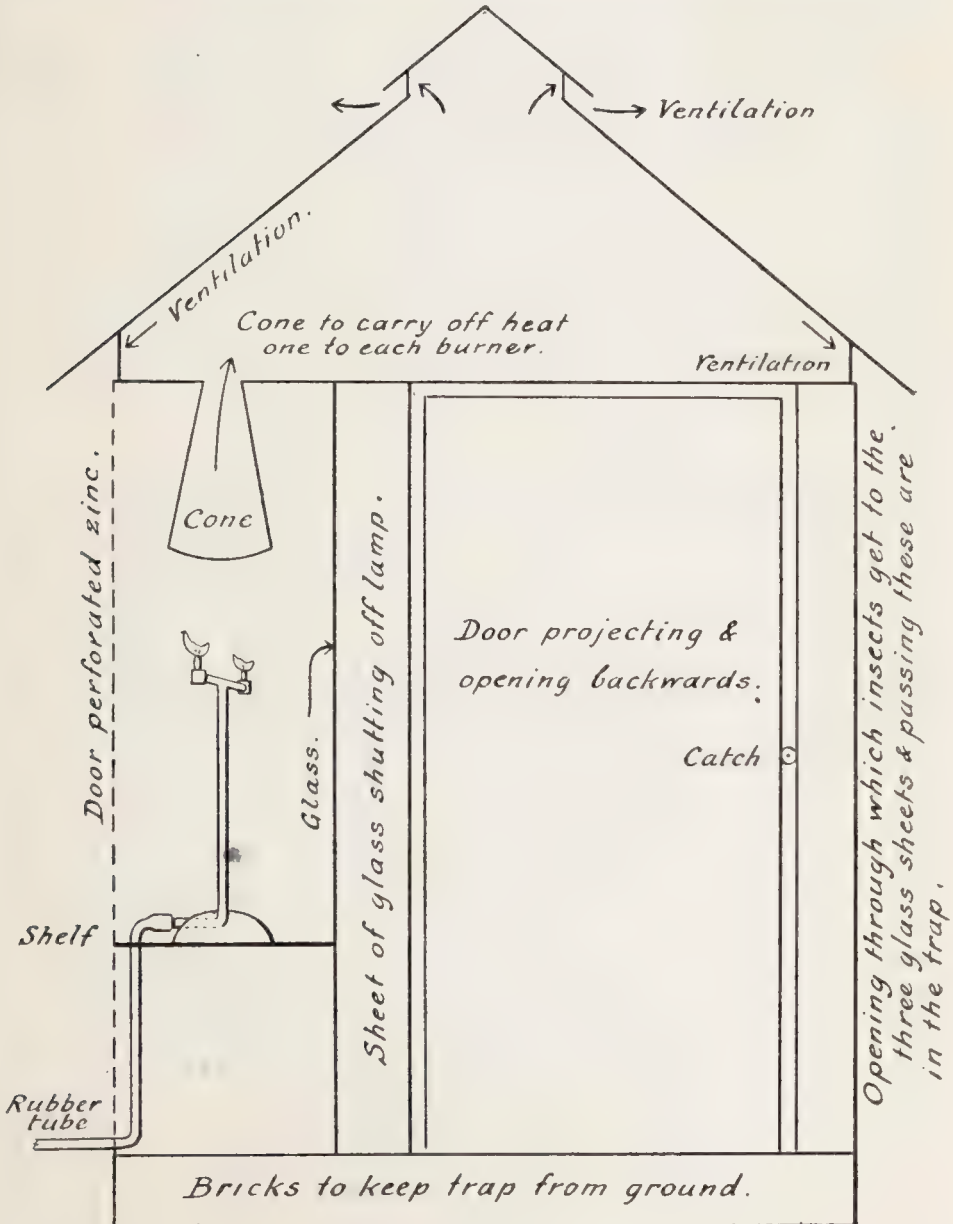 Ventilation
Ventilation.
Cone to carry off heat
one to each burner.
Ventilation
Cone
Door perforated zinc.
Glass.
Sheet of glass shutting off lamp.
Door projecting &
opening backwards.
Catch
Opening through which insects get to the
three glass sheets & passing these are
in the trap.
Shelf
Rubber
tube
Bricks to keep trap from ground.